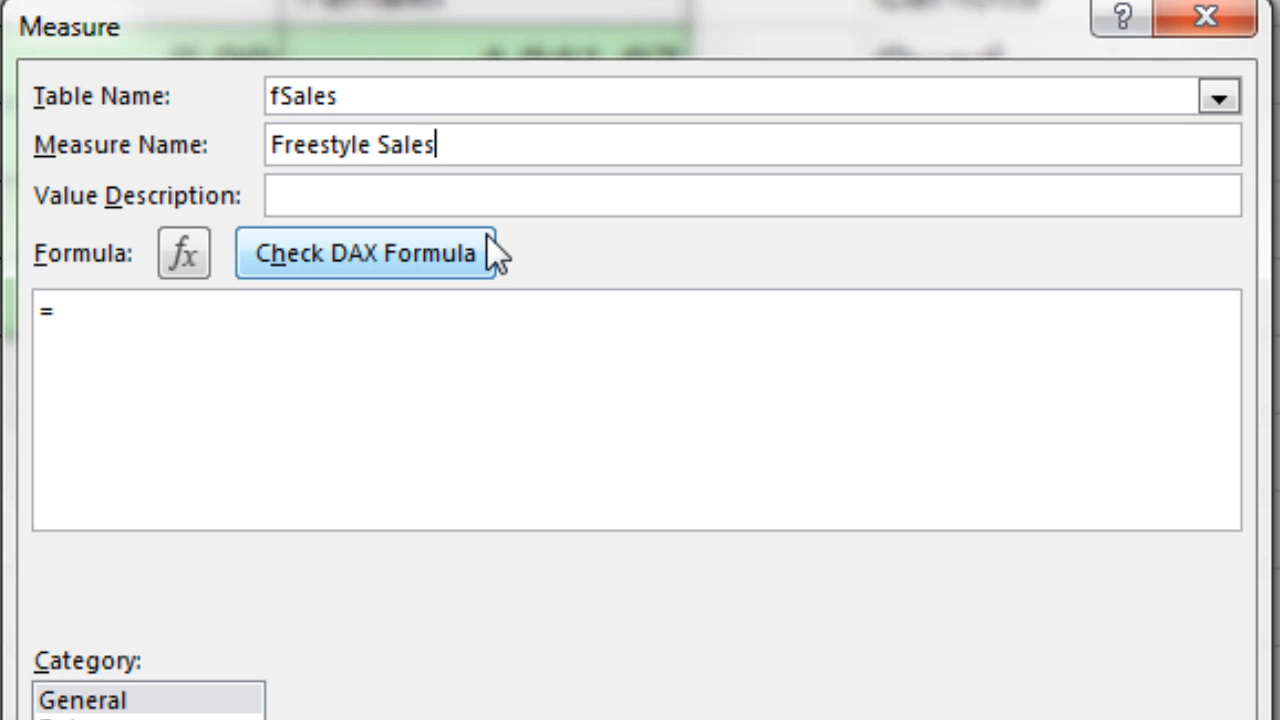 Measure
Table Name: fSales
Measure Name: Freestyle Sales
Value Description:
Formula: fx Check DAX Formula
=
Category:
General